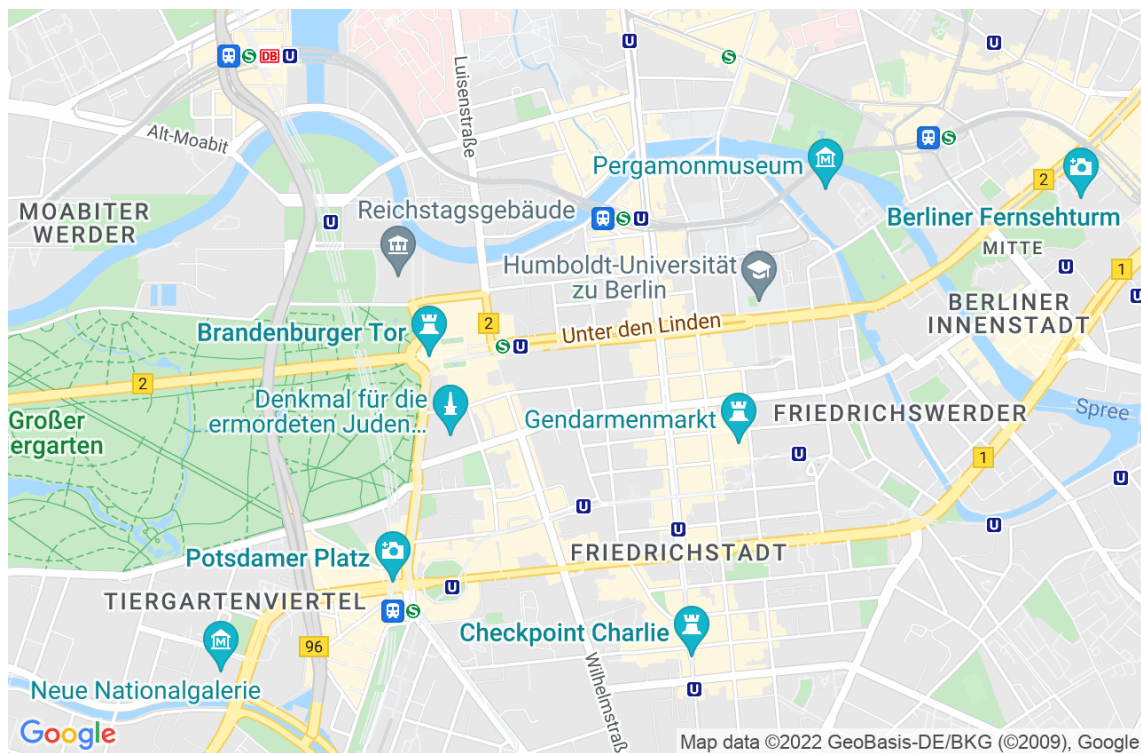 U
U
S DB U
S
Luisenstraße
Alt-Moabit
S
Pergamonmuseum
2
MOABITER
WERDER
U
Reichstagsgebäude
S U
Berliner Fernsehturm
MITTE
Humboldt-Universität
zu Berlin
U
1
U
BERLINER
INNENSTADT
Brandenburger Tor
2
Unter den Linden
S U
2
Denkmal für die
ermordeten Juden...
Gendarmenmarkt
FRIEDRICHSWERDER
Spree
Großer
ergarten
U
1
U
U
U
U
Potsdamer Platz
FRIEDRICHSTADT
U
TIERGARTENVIERTEL
S
Checkpoint Charlie
96
Neue Nationalgalerie
Wilhelmstraß
U
Google
Map data ©2022 GeoBasis-DE/BKG (©2009), Google